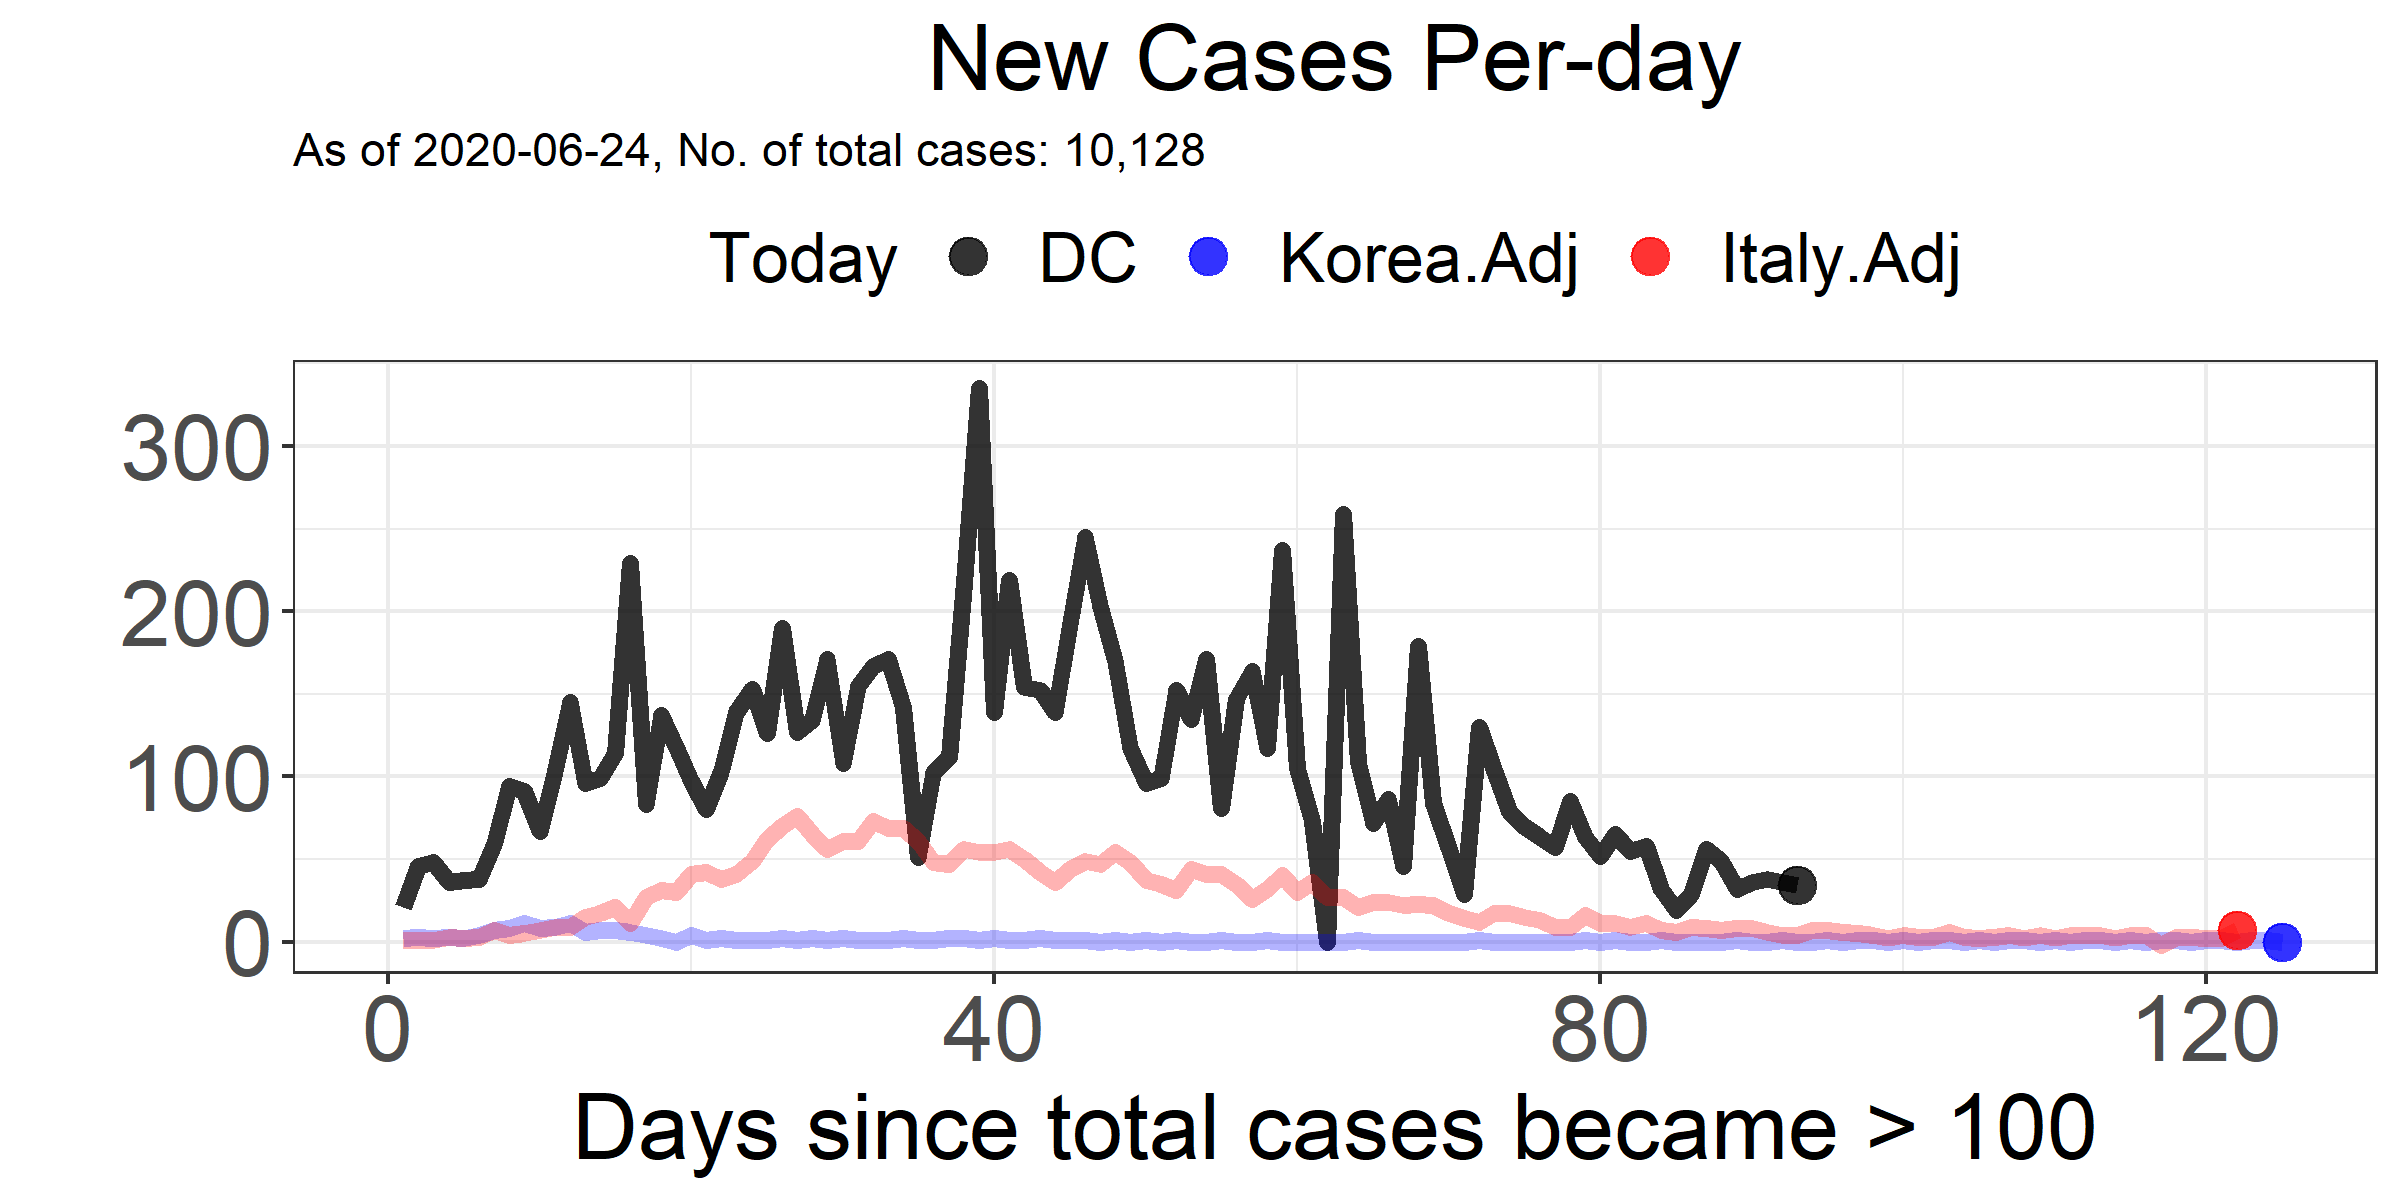 New Cases Per-day
As of 2020-06-24, No. of total cases: 10,128
Today DC Korea.Adj Italy.Adj
300
200
100
0
0 40 80 120
Days since total cases became > 100